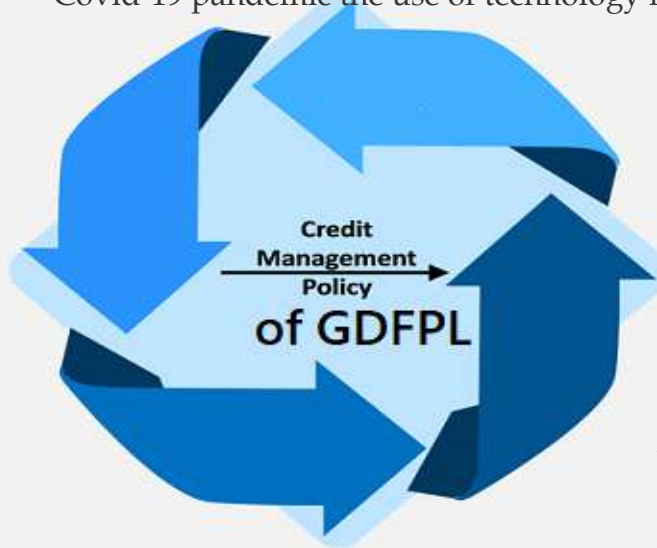 Covid-19 pandemic the use of technology
Credit
Management
Policy
of GDFPL